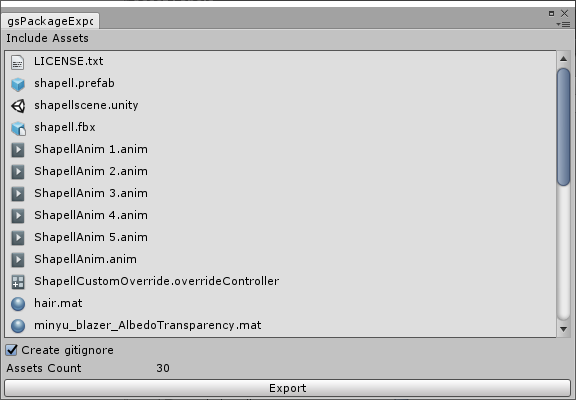 gsPackageExpo
Include Assets
LICENSE.txt
shapell.prefab
shapellscene.unity
shapell.fbx
ShapellAnim 1.anim
ShapellAnim 2.anim
ShapellAnim 3.anim
ShapellAnim 4.anim
ShapellAnim 5.anim
ShapellAnim.anim
ShapellCustomOverride.overrideController
hair.mat
minyu_blazer_AlbedoTransparency.mat
Create gitignore
Assets Count 30
Export